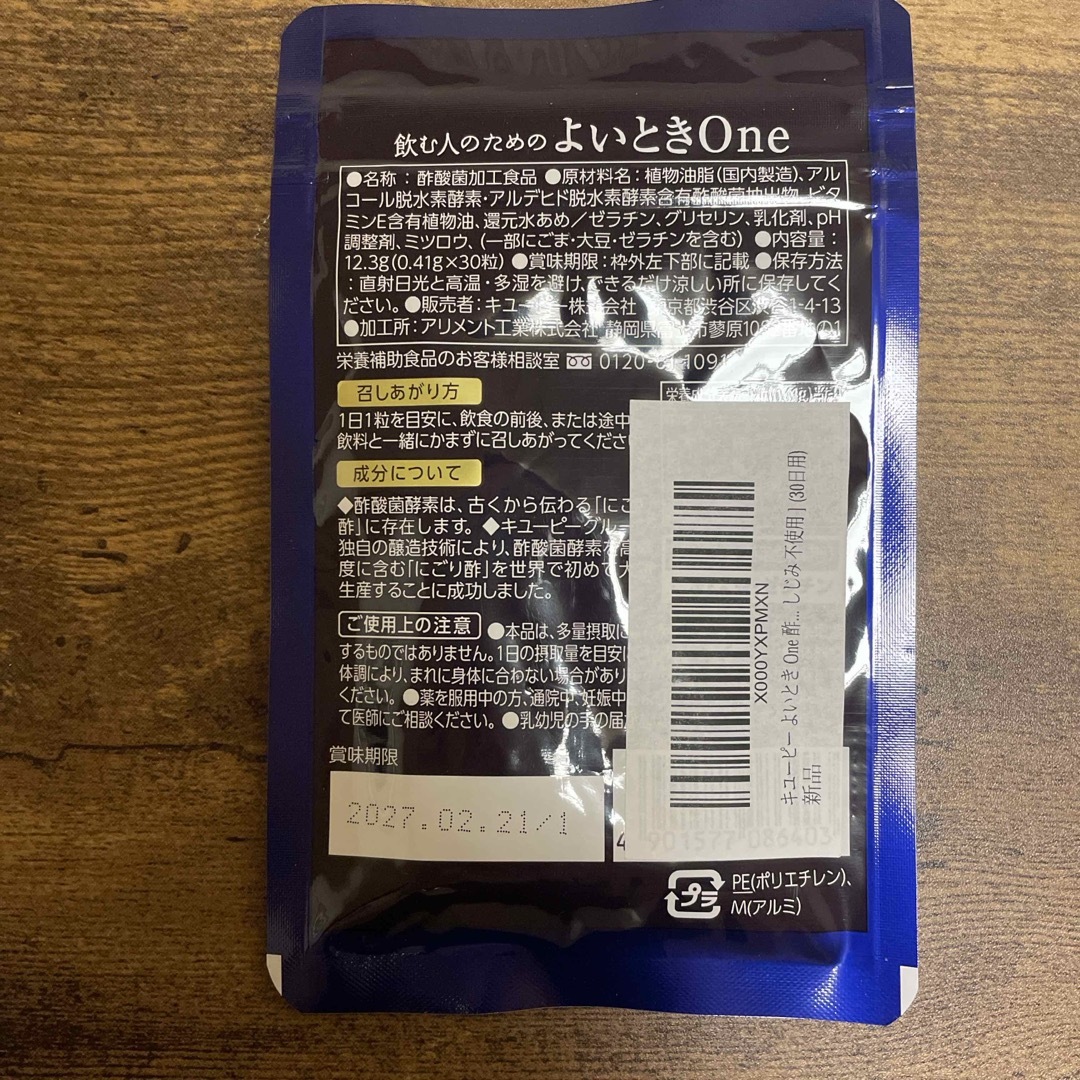 飲む人のための よいときOne
●名称：酢酸菌加工食品 ●原材料名：植物油脂(国内製造)、アル
コール脱水素酵素・アルデヒド脱水素酵素含有酢酸菌抽出物、ビタ
ミンE含有植物油、還元水あめ／ゼラチン、グリセリン、乳化剤、pH
調整剤、ミツロウ、(一部にごま・大豆・ゼラチンを含む) ●内容量：
12.3g(0.41g×30粒) ●賞味期限：枠外左下部に記載 ●保存方法
：直射日光と高温・多湿を避け、できるだけ涼しい所に保存してく
ださい。●販売者：キユーピー株式会社 東京都渋谷区渋谷1-4-13
●加工所：アリメント工業株式会社 静岡県
栄養補助食品のお客様相談室 0120-
召しあがり方
1日1粒を目安に、飲食の前後、または途中
飲料と一緒にかまずに召しあがってくださ
成分について
◆酢酸菌酵素は、古くから伝わる「にご
酢」に存在します。◆キユーピーグルー
独自の醸造技術により、酢酸菌酵素を高
度に含む「にごり酢」を世界で初めて大
生産することに成功しました。
ご使用上の注意 ●本品は、多量摂取に
するものではありません。1日の摂取量を目安に
体調により、まれに身体に合わない場合があり
ください。●薬を服用中の方、通院中、妊娠中
て医師にご相談ください。●乳幼児の手の届
賞味期限
2027.02.21/1
X000YXPMXN
キユーピー よいとき One 酢... しじみ 不使用 | (30日用)
新品
4 901577 086403
プラ
PE(ポリエチレン)、
M(アルミ)